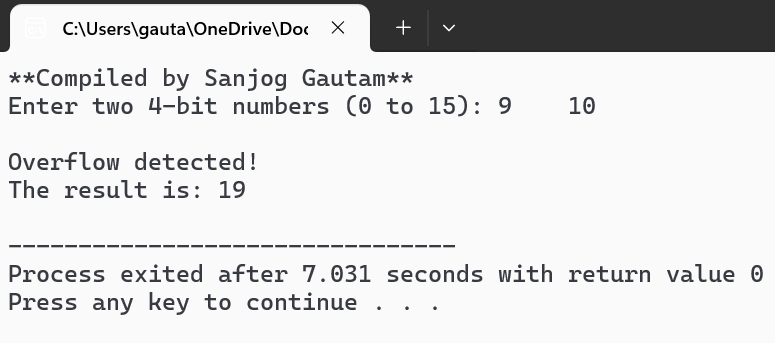 C:\Users\gauta\OneDrive\Doc
**Compiled by Sanjog Gautam**
Enter two 4-bit numbers (0 to 15): 9    10
Overflow detected!
The result is: 19
--------------------------------
Process exited after 7.031 seconds with return value 0
Press any key to continue . . .